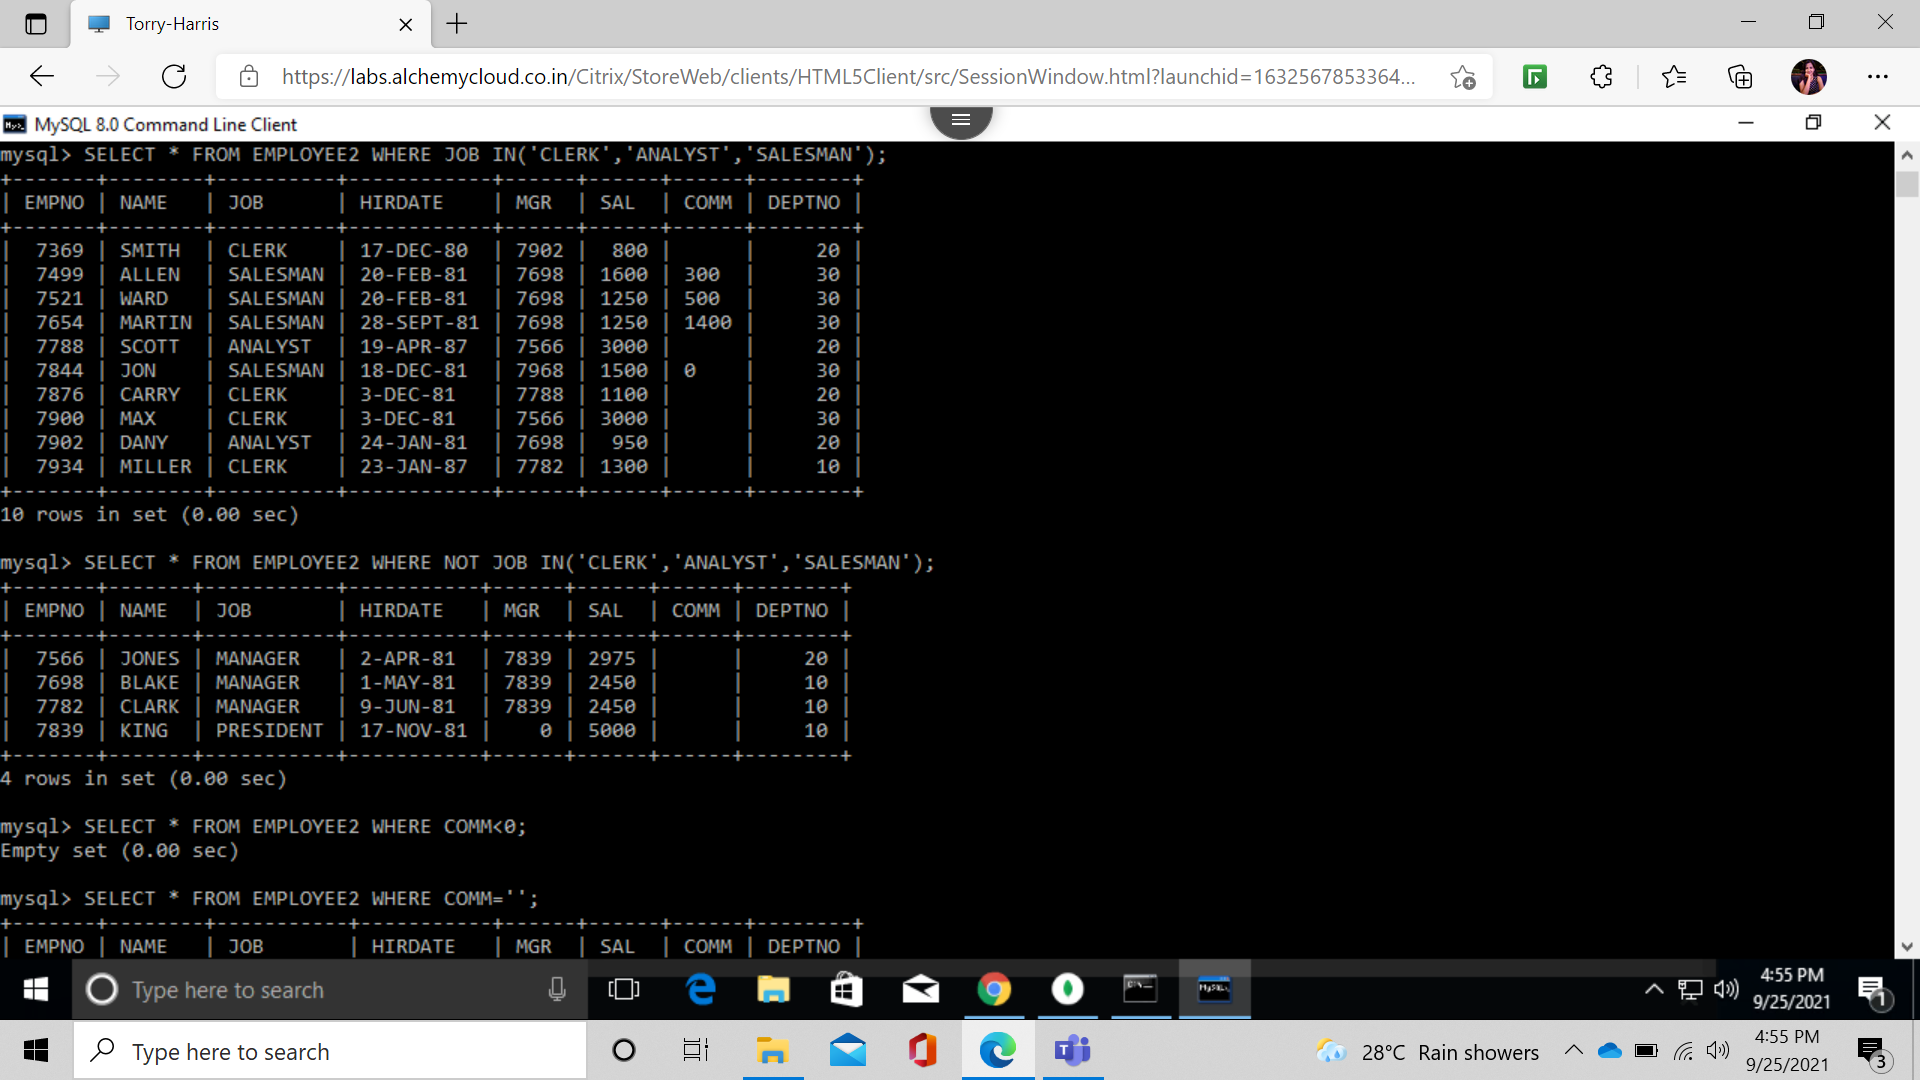 Torry-Harris
https://labs.alchemycloud.co.in/Citrix/StoreWeb/clients/HTML5Client/src/SessionWindow.html?launchid=1632567853364...
MySQL 8.0 Command Line Client
mysql> SELECT * FROM EMPLOYEE2 WHERE JOB IN('CLERK','ANALYST','SALESMAN');
+-------+--------+----------+------------+------+------+------+--------+
| EMPNO | NAME   | JOB      | HIRDATE    | MGR  | SAL  | COMM | DEPTNO |
+-------+--------+----------+------------+------+------+------+--------+
|  7369 | SMITH  | CLERK    | 17-DEC-80  | 7902 |  800 |      |     20 |
|  7499 | ALLEN  | SALESMAN | 20-FEB-81  | 7698 | 1600 | 300  |     30 |
|  7521 | WARD   | SALESMAN | 20-FEB-81  | 7698 | 1250 | 500  |     30 |
|  7654 | MARTIN | SALESMAN | 28-SEPT-81 | 7698 | 1250 | 1400 |     30 |
|  7788 | SCOTT  | ANALYST  | 19-APR-87  | 7566 | 3000 |      |     20 |
|  7844 | JON    | SALESMAN | 18-DEC-81  | 7968 | 1500 | 0    |     30 |
|  7876 | CARRY  | CLERK    | 3-DEC-81   | 7788 | 1100 |      |     20 |
|  7900 | MAX    | CLERK    | 3-DEC-81   | 7566 | 3000 |      |     30 |
|  7902 | DANY   | ANALYST  | 24-JAN-81  | 7698 |  950 |      |     20 |
|  7934 | MILLER | CLERK    | 23-JAN-87  | 7782 | 1300 |      |     10 |
+-------+--------+----------+------------+------+------+------+--------+
10 rows in set (0.00 sec)
mysql> SELECT * FROM EMPLOYEE2 WHERE NOT JOB IN('CLERK','ANALYST','SALESMAN');
+-------+-------+-----------+-----------+------+------+------+--------+
| EMPNO | NAME  | JOB       | HIRDATE   | MGR  | SAL  | COMM | DEPTNO |
+-------+-------+-----------+-----------+------+------+------+--------+
|  7566 | JONES | MANAGER   | 2-APR-81  | 7839 | 2975 |      |     20 |
|  7698 | BLAKE | MANAGER   | 1-MAY-81  | 7839 | 2450 |      |     10 |
|  7782 | CLARK | MANAGER   | 9-JUN-81  | 7839 | 2450 |      |     10 |
|  7839 | KING  | PRESIDENT | 17-NOV-81 |    0 | 5000 |      |     10 |
+-------+-------+-----------+-----------+------+------+------+--------+
4 rows in set (0.00 sec)
mysql> SELECT * FROM EMPLOYEE2 WHERE COMM<0;
Empty set (0.00 sec)
mysql> SELECT * FROM EMPLOYEE2 WHERE COMM='';
+-------+--------+-----------+-----------+------+------+------+--------+
| EMPNO | NAME   | JOB       | HIRDATE   | MGR  | SAL  | COMM | DEPTNO |
Type here to search
4:55 PM
9/25/2021
1
Type here to search
28°C Rain showers
4:55 PM
9/25/2021
3